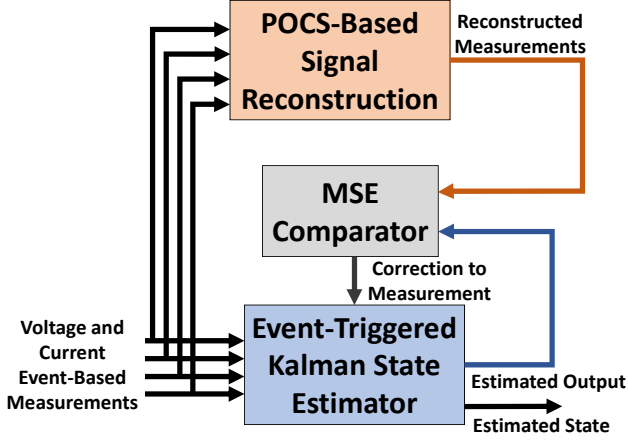 POCS-Based
Signal
Reconstruction
Reconstructed
Measurements
MSE
Comparator
Correction to
Measurement
Voltage and
Current
Event-Based
Measurements
Event-Triggered
Kalman State
Estimator
Estimated Output
Estimated State